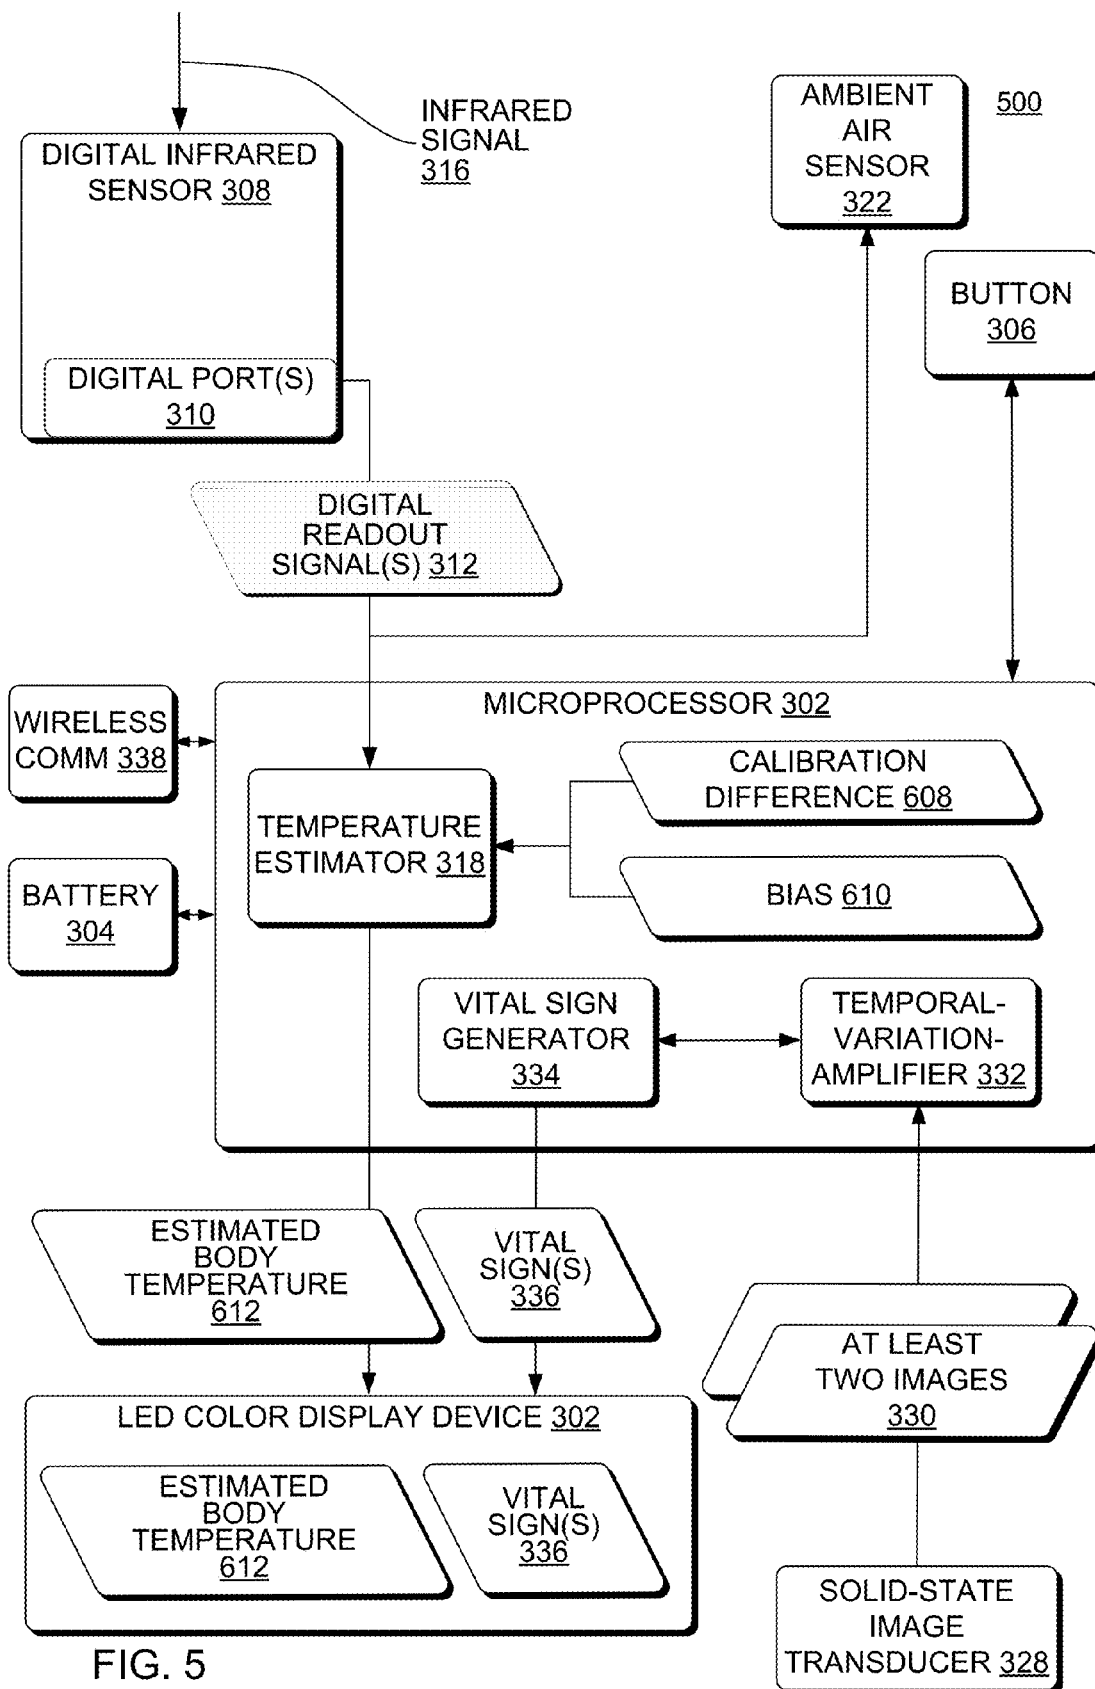 INFRARED
SIGNAL
316
AMBIENT
AIR
SENSOR
322
500
DIGITAL INFRARED
SENSOR 308
BUTTON
306
DIGITAL PORT(S)
310
DIGITAL
READOUT
SIGNAL(S) 312
MICROPROCESSOR 302
WIRELESS
COMM 338
CALIBRATION
DIFFERENCE 608
TEMPERATURE
ESTIMATOR 318
BATTERY
304
BIAS 610
VITAL SIGN
GENERATOR
334
TEMPORAL-
VARIATION-
AMPLIFIER 332
ESTIMATED
BODY
TEMPERATURE
612
VITAL
SIGN(S)
336
AT LEAST
TWO IMAGES
330
LED COLOR DISPLAY DEVICE 302
ESTIMATED
BODY
TEMPERATURE
612
VITAL
SIGN(S)
336
SOLID-STATE
IMAGE
TRANSDUCER 328
FIG. 5